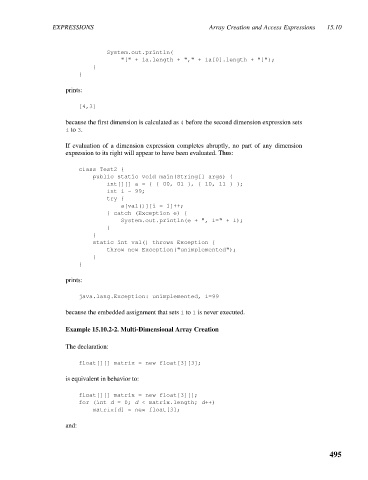 EXPRESSIONS Array Creation and Access Expressions 15.10
System.out.println(
"[" + ia.length + "," + ia[0].length + "]");
}
}
prints:
[4,3]
because the first dimension is calculated as 4 before the second dimension expression sets
i to 3.
If evaluation of a dimension expression completes abruptly, no part of any dimension
expression to its right will appear to have been evaluated. Thus:
class Test2 {
public static void main(String[] args) {
int[][] a = { { 00, 01 }, { 10, 11 } };
int i = 99;
try {
a[val()][i = 1]++;
} catch (Exception e) {
System.out.println(e + ", i=" + i);
}
}
static int val() throws Exception {
throw new Exception("unimplemented");
}
}
prints:
java.lang.Exception: unimplemented, i=99
because the embedded assignment that sets i to 1 is never executed.
Example 15.10.2-2. Multi-Dimensional Array Creation
The declaration:
float[][] matrix = new float[3][3];
is equivalent in behavior to:
float[][] matrix = new float[3][];
for (int d = 0; d < matrix.length; d++)
matrix[d] = new float[3];
and:
495